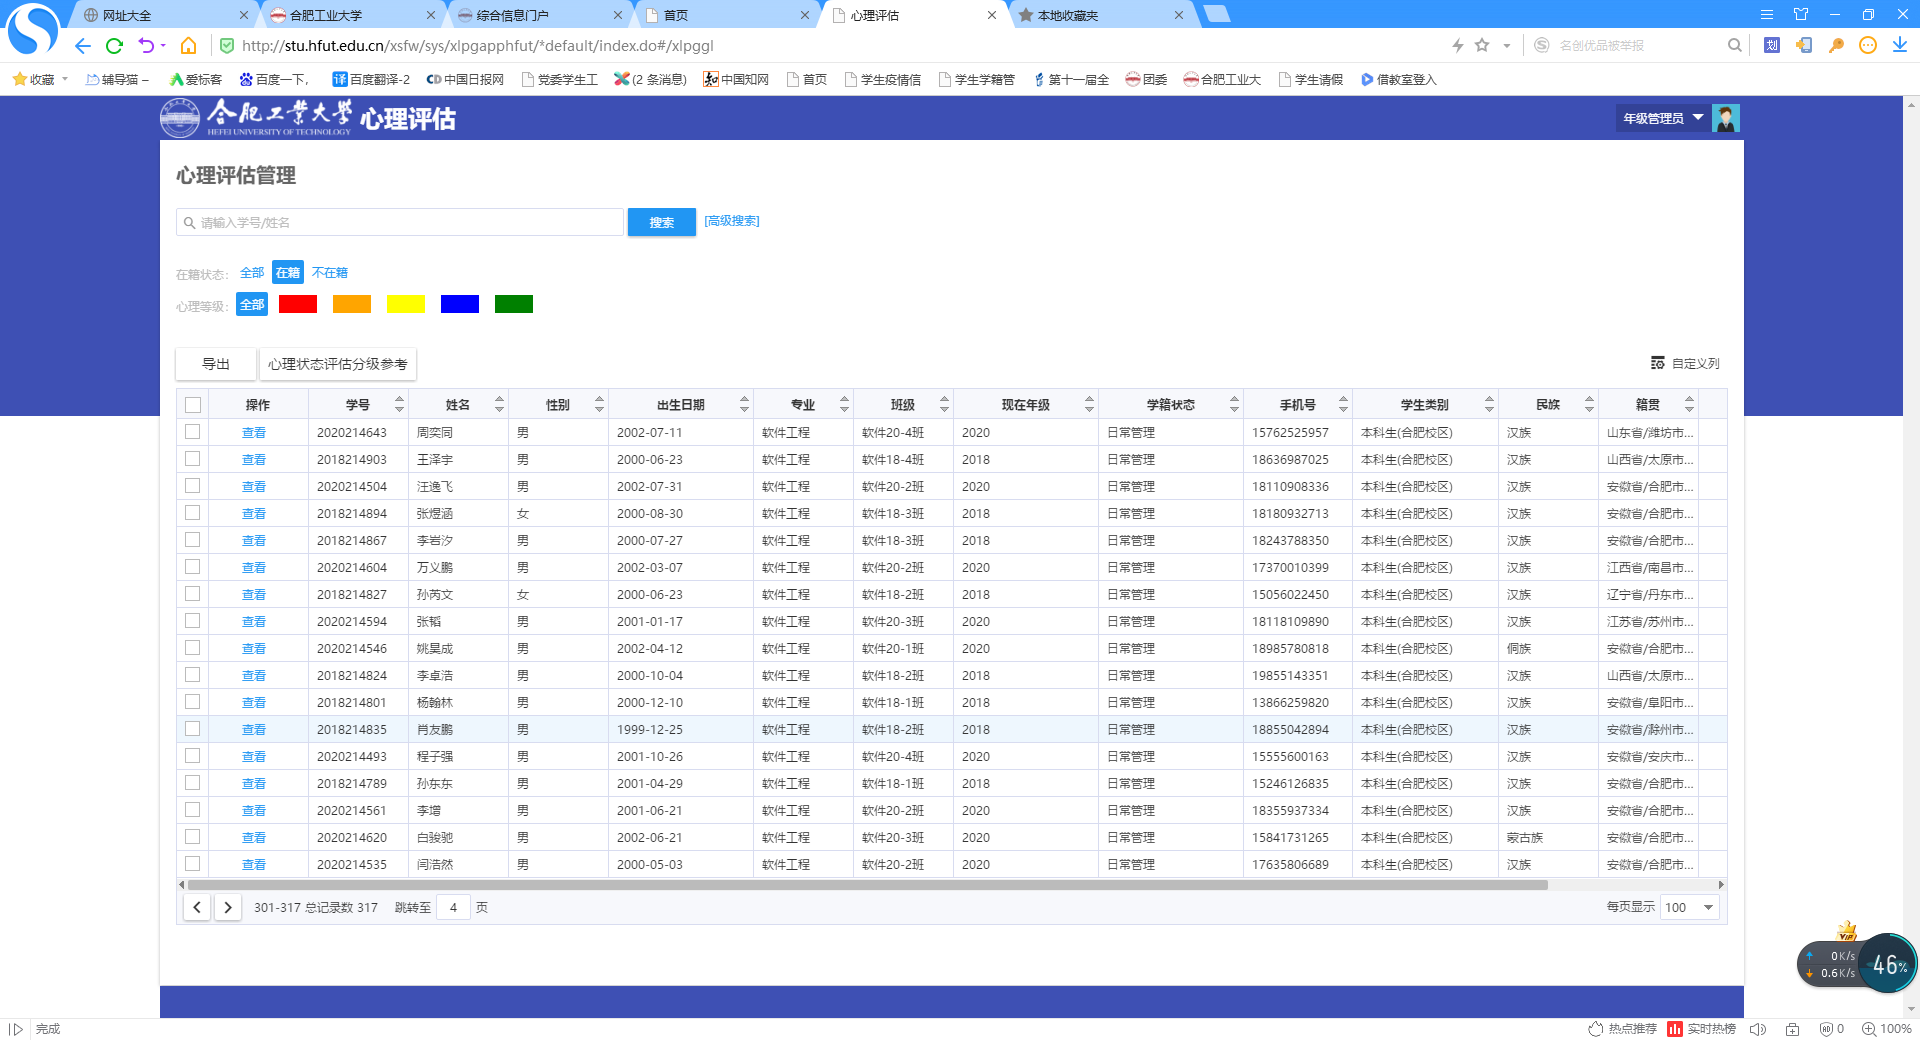 网址大全 合肥工业大学 综合信息门户 首页 心理评估 本地收藏夹
http://stu.hfut.edu.cn/xsfw/sys/xlpgapphfut/*default/index.do#/xlpggl 名创优品被举报
收藏 辅导猫 – 爱标客 百度一下, 百度翻译-2 中国日报网 党委学生工 (2 条消息) 中国知网 首页 学生疫情信 学生学籍管 第十一届全 团委 合肥工业大 学生请假 借教室登入
合肥工业大学 HEFEI UNIVERSITY OF TECHNOLOGY 心理评估 年级管理员
心理评估管理
请输入学号/姓名 搜索 [高级搜索]
在籍状态: 全部 在籍 不在籍
心理等级: 全部
导出 心理状态评估分级参考 自定义列
操作 学号 姓名 性别 出生日期 专业 班级 现在年级 学籍状态 手机号 学生类别 民族 籍贯
查看 2020214643 周奕同 男 2002-07-11 软件工程 软件20-4班 2020 日常管理 15762525957 本科生(合肥校区) 汉族 山东省/潍坊市...
查看 2018214903 王泽宇 男 2000-06-23 软件工程 软件18-4班 2018 日常管理 18636987025 本科生(合肥校区) 汉族 山西省/太原市...
查看 2020214504 汪逸飞 男 2002-07-31 软件工程 软件20-2班 2020 日常管理 18110908336 本科生(合肥校区) 汉族 安徽省/合肥市...
查看 2018214894 张煜涵 女 2000-08-30 软件工程 软件18-3班 2018 日常管理 18180932713 本科生(合肥校区) 汉族 安徽省/合肥市...
查看 2018214867 李岩汐 男 2000-07-27 软件工程 软件18-3班 2018 日常管理 18243788350 本科生(合肥校区) 汉族 安徽省/合肥市...
查看 2020214604 万义鹏 男 2002-03-07 软件工程 软件20-2班 2020 日常管理 17370010399 本科生(合肥校区) 汉族 江西省/南昌市...
查看 2018214827 孙芮文 女 2000-06-23 软件工程 软件18-2班 2018 日常管理 15056022450 本科生(合肥校区) 汉族 辽宁省/丹东市...
查看 2020214594 张韬 男 2001-01-17 软件工程 软件20-3班 2020 日常管理 18118109890 本科生(合肥校区) 汉族 江苏省/苏州市...
查看 2020214546 姚昊成 男 2002-04-12 软件工程 软件20-1班 2020 日常管理 18985780818 本科生(合肥校区) 侗族 安徽省/合肥市...
查看 2018214824 李卓浩 男 2000-10-04 软件工程 软件18-2班 2018 日常管理 19855143351 本科生(合肥校区) 汉族 山西省/太原市...
查看 2018214801 杨翰林 男 2000-12-10 软件工程 软件18-1班 2018 日常管理 13866259820 本科生(合肥校区) 汉族 安徽省/阜阳市...
查看 2018214835 肖友鹏 男 1999-12-25 软件工程 软件18-2班 2018 日常管理 18855042894 本科生(合肥校区) 汉族 安徽省/滁州市...
查看 2020214493 程子强 男 2001-10-26 软件工程 软件20-4班 2020 日常管理 15555600163 本科生(合肥校区) 汉族 安徽省/安庆市...
查看 2018214789 孙东东 男 2001-04-29 软件工程 软件18-1班 2018 日常管理 15246126835 本科生(合肥校区) 汉族 安徽省/合肥市...
查看 2020214561 李增 男 2001-06-21 软件工程 软件20-2班 2020 日常管理 18355937334 本科生(合肥校区) 汉族 安徽省/合肥市...
查看 2020214620 白骏驰 男 2002-06-21 软件工程 软件20-3班 2020 日常管理 15841731265 本科生(合肥校区) 蒙古族 安徽省/合肥市...
查看 2020214535 闫浩然 男 2000-05-03 软件工程 软件20-2班 2020 日常管理 17635806689 本科生(合肥校区) 汉族 安徽省/合肥市...
301-317 总记录数 317 跳转至 4 页 每页显示 100
VIP
0K/s
0.6K/s
46%
完成 热点推荐 实时热榜 0 100%